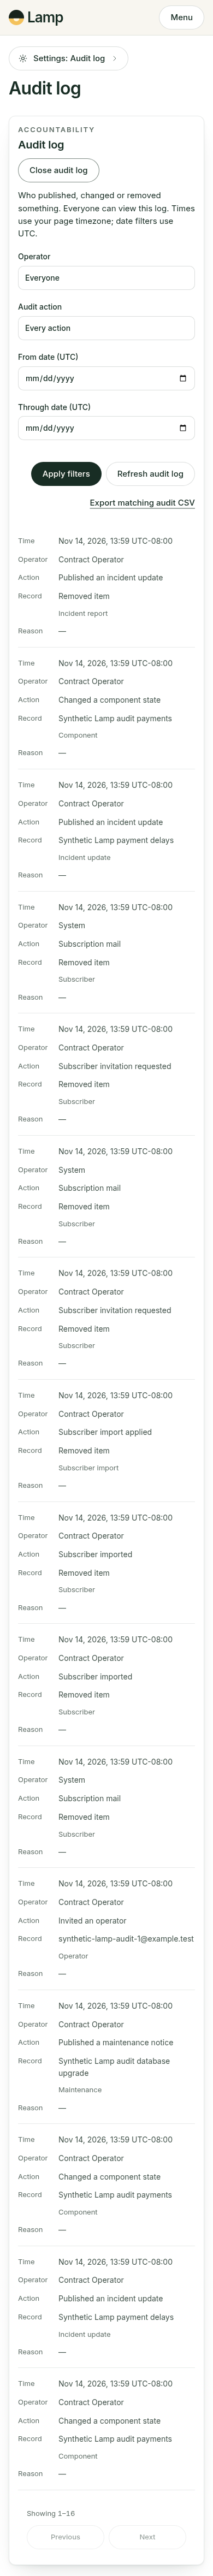 Lamp
Menu
Settings: Audit log
Audit log
ACCOUNTABILITY
Audit log
Close audit log
Who published, changed or removed
something. Everyone can view this log. Times
use your page timezone; date filters use
UTC.
Operator
Everyone
Audit action
Every action
From date (UTC)
mm/dd/yyyy
Through date (UTC)
mm/dd/yyyy
Apply filters
Refresh audit log
Export matching audit CSV
Time Nov 14, 2026, 13:59 UTC-08:00
Operator Contract Operator
Action Published an incident update
Record Removed item
Incident report
Reason —
Time Nov 14, 2026, 13:59 UTC-08:00
Operator Contract Operator
Action Changed a component state
Record Synthetic Lamp audit payments
Component
Reason —
Time Nov 14, 2026, 13:59 UTC-08:00
Operator Contract Operator
Action Published an incident update
Record Synthetic Lamp payment delays
Incident update
Reason —
Time Nov 14, 2026, 13:59 UTC-08:00
Operator System
Action Subscription mail
Record Removed item
Subscriber
Reason —
Time Nov 14, 2026, 13:59 UTC-08:00
Operator Contract Operator
Action Subscriber invitation requested
Record Removed item
Subscriber
Reason —
Time Nov 14, 2026, 13:59 UTC-08:00
Operator System
Action Subscription mail
Record Removed item
Subscriber
Reason —
Time Nov 14, 2026, 13:59 UTC-08:00
Operator Contract Operator
Action Subscriber invitation requested
Record Removed item
Subscriber
Reason —
Time Nov 14, 2026, 13:59 UTC-08:00
Operator Contract Operator
Action Subscriber import applied
Record Removed item
Subscriber import
Reason —
Time Nov 14, 2026, 13:59 UTC-08:00
Operator Contract Operator
Action Subscriber imported
Record Removed item
Subscriber
Reason —
Time Nov 14, 2026, 13:59 UTC-08:00
Operator Contract Operator
Action Subscriber imported
Record Removed item
Subscriber
Reason —
Time Nov 14, 2026, 13:59 UTC-08:00
Operator System
Action Subscription mail
Record Removed item
Subscriber
Reason —
Time Nov 14, 2026, 13:59 UTC-08:00
Operator Contract Operator
Action Invited an operator
Record synthetic-lamp-audit-1@example.test
Operator
Reason —
Time Nov 14, 2026, 13:59 UTC-08:00
Operator Contract Operator
Action Published a maintenance notice
Record Synthetic Lamp audit database
upgrade
Maintenance
Reason —
Time Nov 14, 2026, 13:59 UTC-08:00
Operator Contract Operator
Action Changed a component state
Record Synthetic Lamp audit payments
Component
Reason —
Time Nov 14, 2026, 13:59 UTC-08:00
Operator Contract Operator
Action Published an incident update
Record Synthetic Lamp payment delays
Incident update
Reason —
Time Nov 14, 2026, 13:59 UTC-08:00
Operator Contract Operator
Action Changed a component state
Record Synthetic Lamp audit payments
Component
Reason —
Showing 1–16
Previous
Next